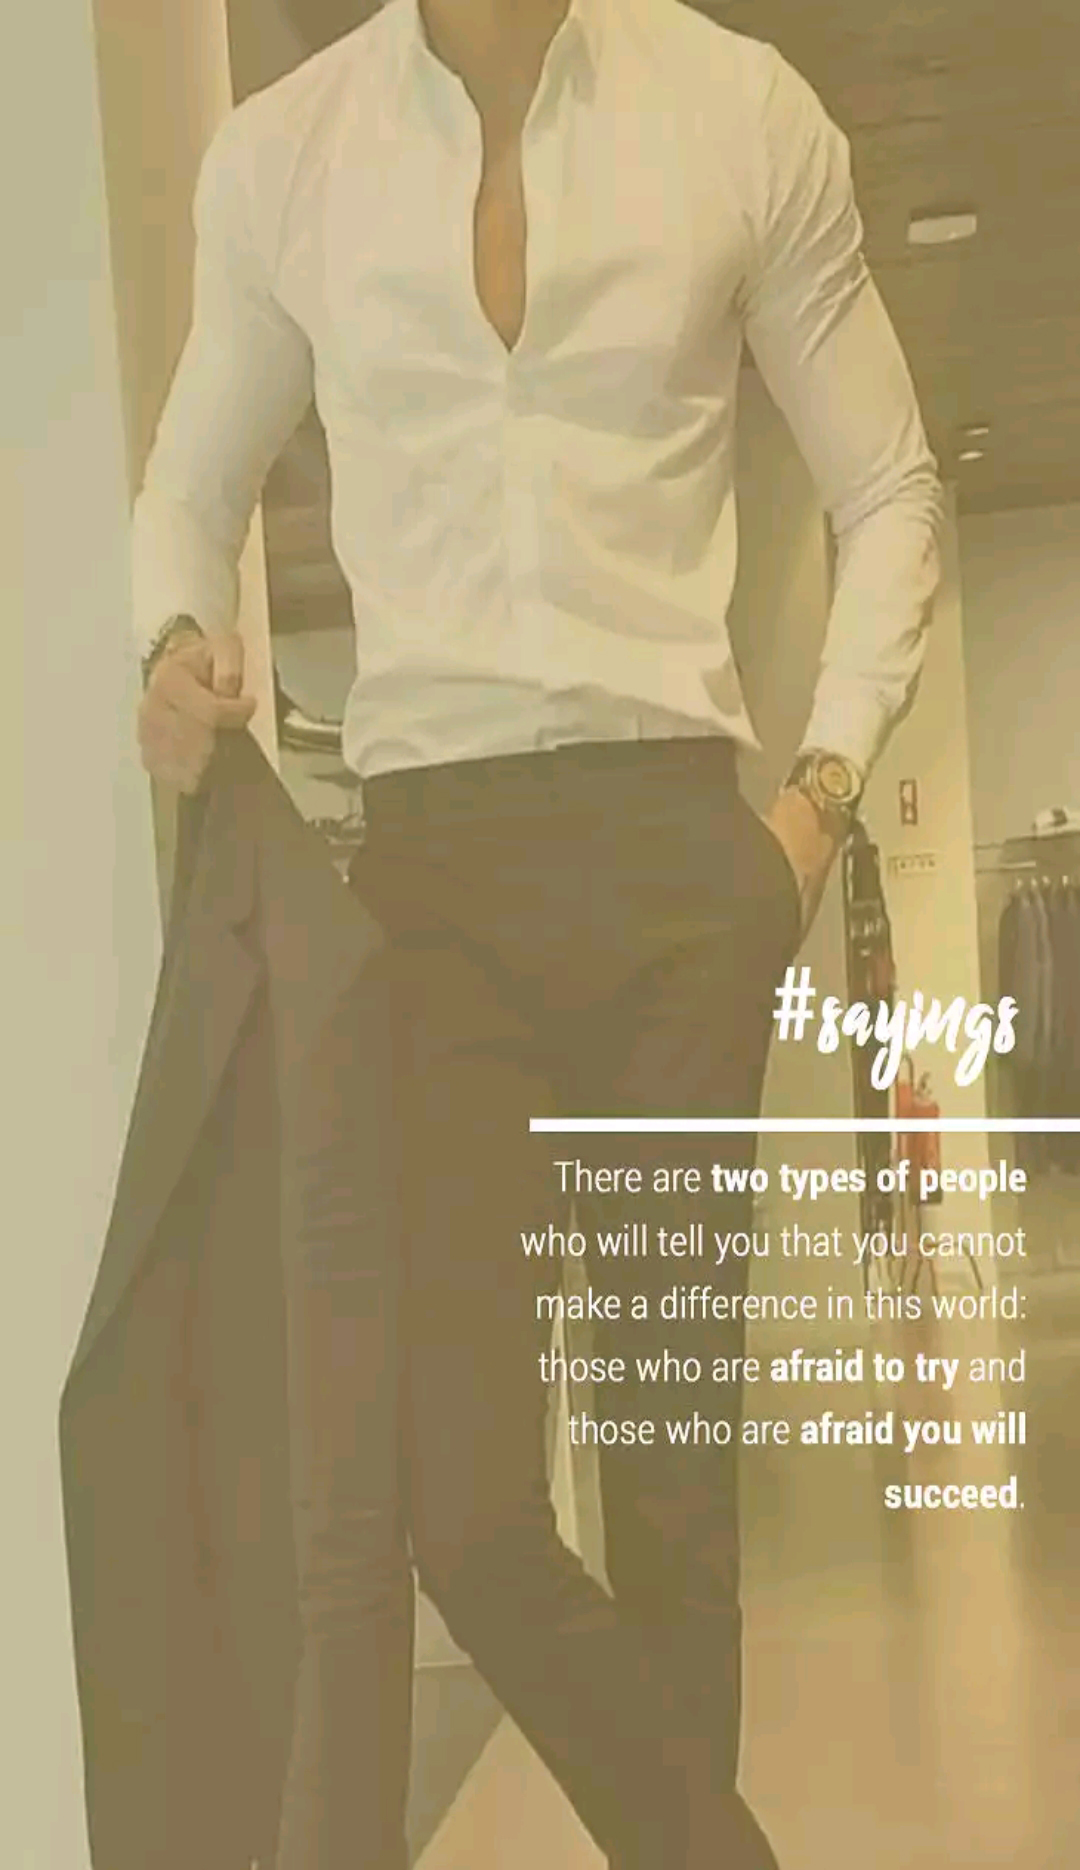 #sayings
There are two types of people
who will tell you that you cannot
make a difference in this world:
those who are afraid to try and
those who are afraid you will
succeed.